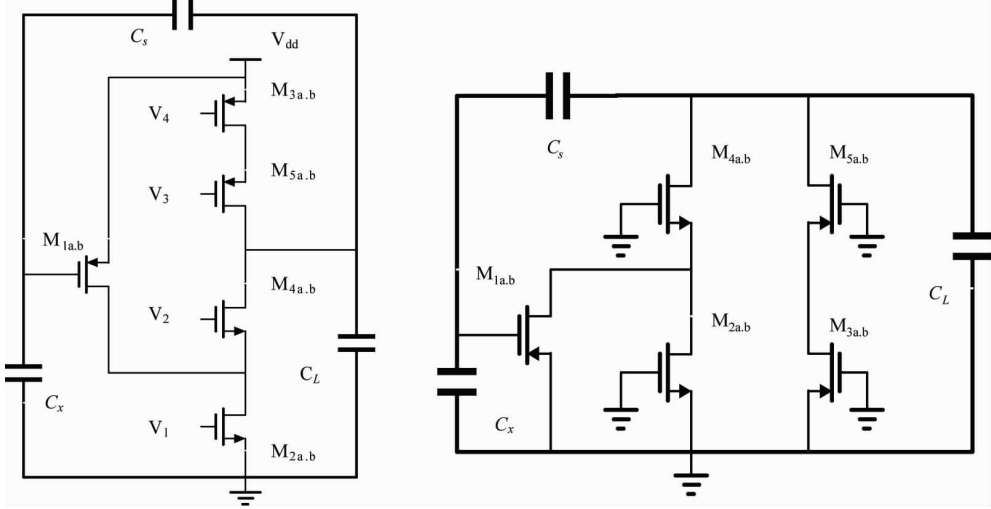 C_s
V_dd
M_3a.b
V_4
M_5a.b
V_3
M_1a.b
M_4a.b
V_2
C_L
C_x
V_1
M_2a.b
C_s
M_4a.b
M_5a.b
M_1a.b
C_L
M_2a.b
M_3a.b
C_x